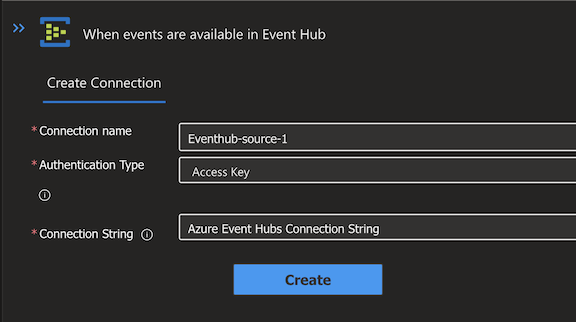 When events are available in Event Hub
Create Connection
* Connection name
Eventhub-source-1
* Authentication Type
Access Key
* Connection String
Azure Event Hubs Connection String
Create